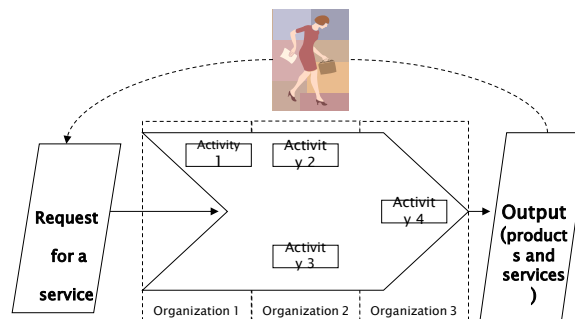 Activity
1
Activit
y 2
Activit
y 4
Activit
y 3
Request
for a
service
Output
(product
s and
services
)
Organization 1
Organization 2
Organization 3